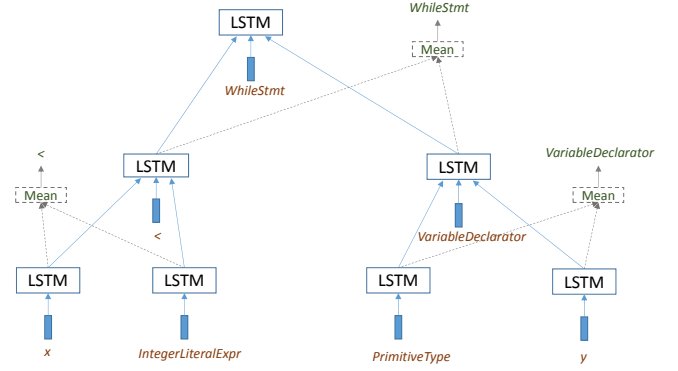 WhileStmt
LSTM
Mean
WhileStmt
<
LSTM
LSTM
VariableDeclarator
Mean
Mean
<
VariableDeclarator
LSTM
LSTM
LSTM
LSTM
x
IntegerLiteralExpr
PrimitiveType
y